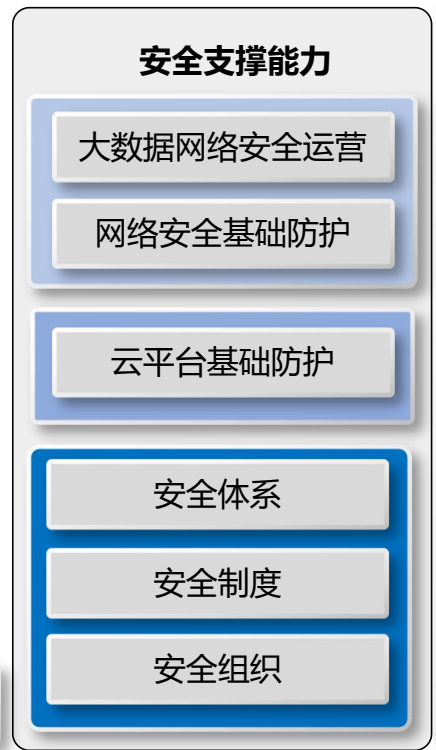 安全支撑能力
大数据网络安全运营
网络安全基础防护
云平台基础防护
安全体系
安全制度
安全组织